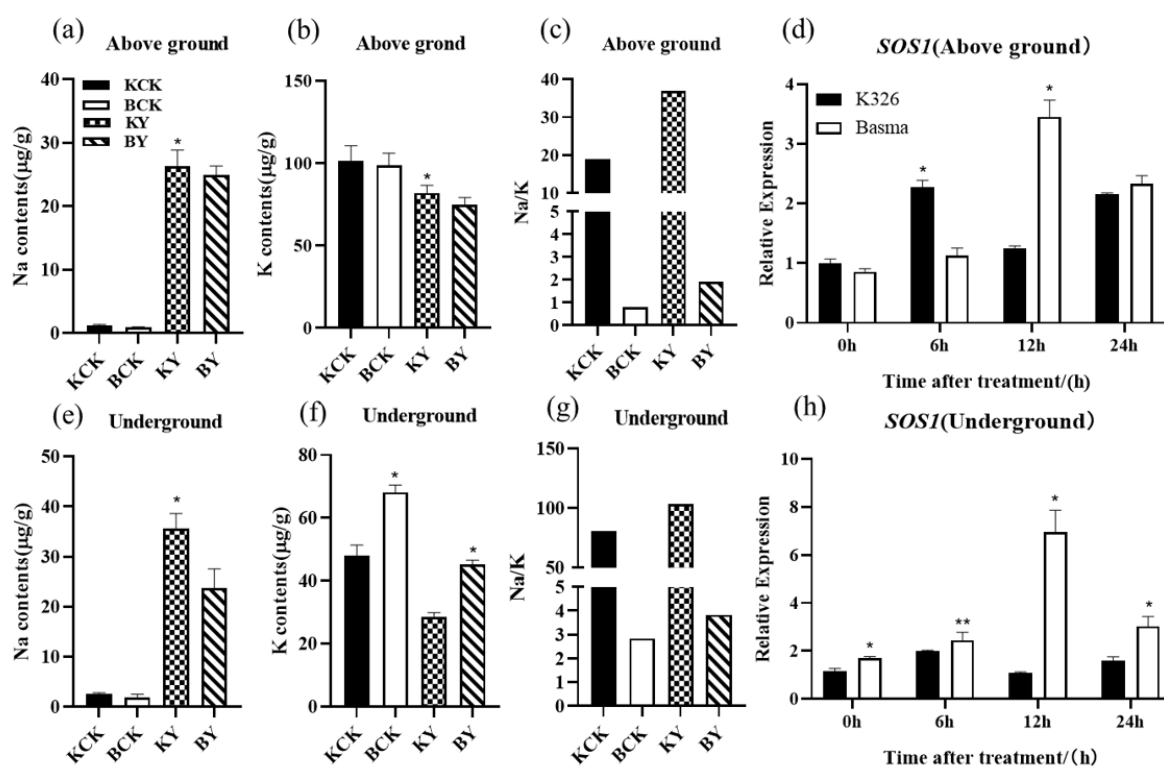 (a)
Above ground
Na contents(μg/g)
40
30
20
10
0
KCK
BCK
KY
BY
*
KCK
BCK
KY
BY
(b)
Above grond
K contents(μg/g)
150
100
50
0
*
KCK
BCK
KY
BY
(c)
Above ground
Na/K
40
30
20
10
5
4
3
2
1
0
KCK
BCK
KY
BY
(d)
SOS1(Above ground)
Relative Expression
4
3
2
1
0
K326
Basma
*
*
0h
6h
12h
24h
Time after treatment/(h)
(e)
Underground
Na contents(μg/g)
50
40
30
20
10
0
*
KCK
BCK
KY
BY
(f)
Underground
K contents(μg/g)
80
60
40
20
0
*
*
KCK
BCK
KY
BY
(g)
Underground
Na/K
150
100
50
5
4
3
2
1
0
KCK
BCK
KY
BY
(h)
SOS1(Underground)
Relative Expression
10
8
6
4
2
0
*
**
*
*
0h
6h
12h
24h
Time after treatment/(h)